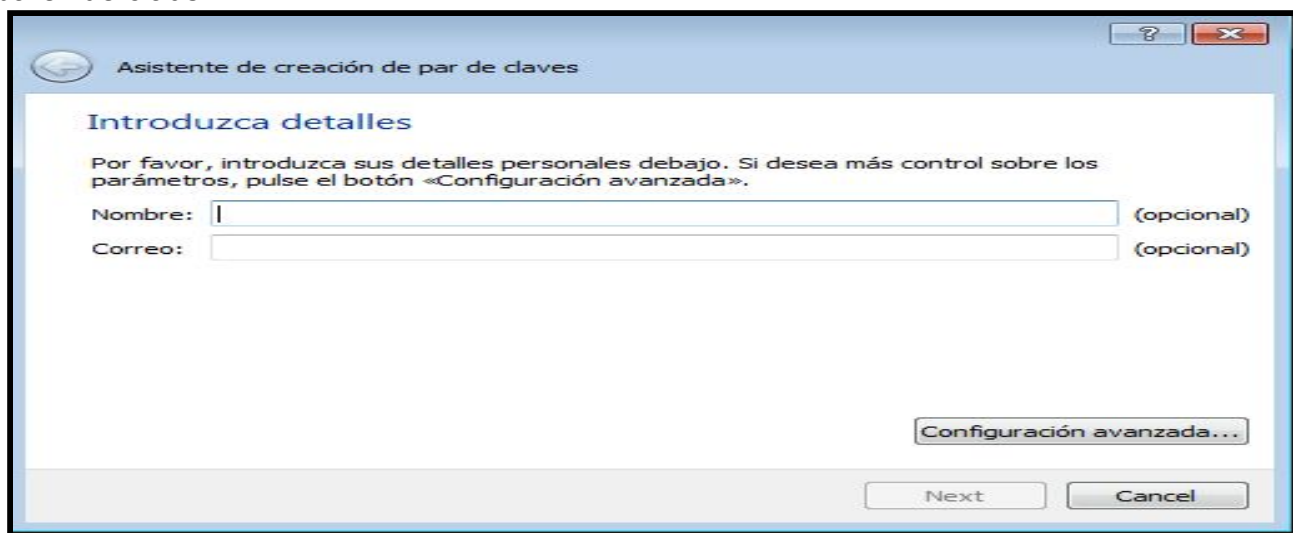 Asistente de creación de par de claves
Introduzca detalles
Por favor, introduzca sus detalles personales debajo. Si desea más control sobre los
parámetros, pulse el botón «Configuración avanzada».
Nombre: (opcional)
Correo: (opcional)
Configuración avanzada...
Next Cancel